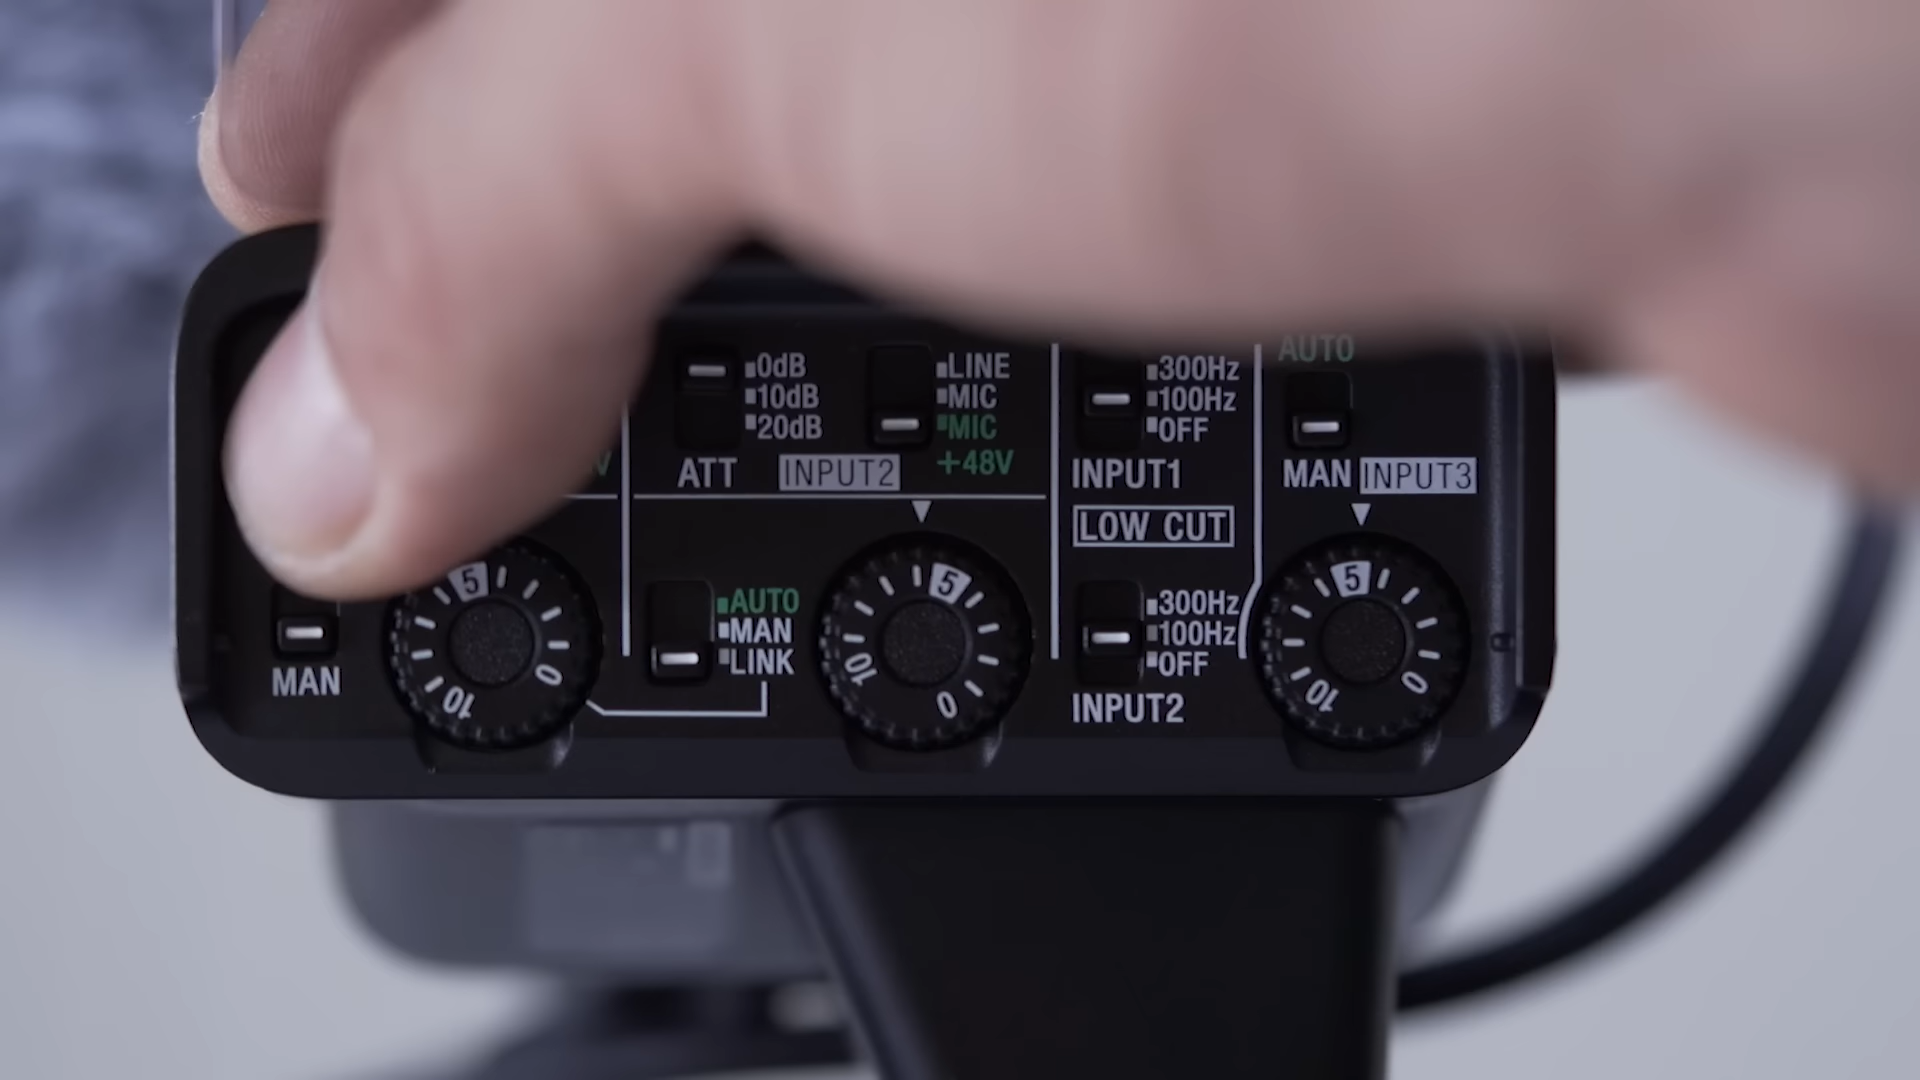 AUTO
0dB
10dB
20dB
ATT
LINE
MIC
MIC
+48V
INPUT2
300Hz
100Hz
OFF
INPUT1
LOW CUT
MAN INPUT3
V
5
0
10
MAN
AUTO
MAN
LINK
5
10
0
300Hz
100Hz
OFF
INPUT2
5
10
0